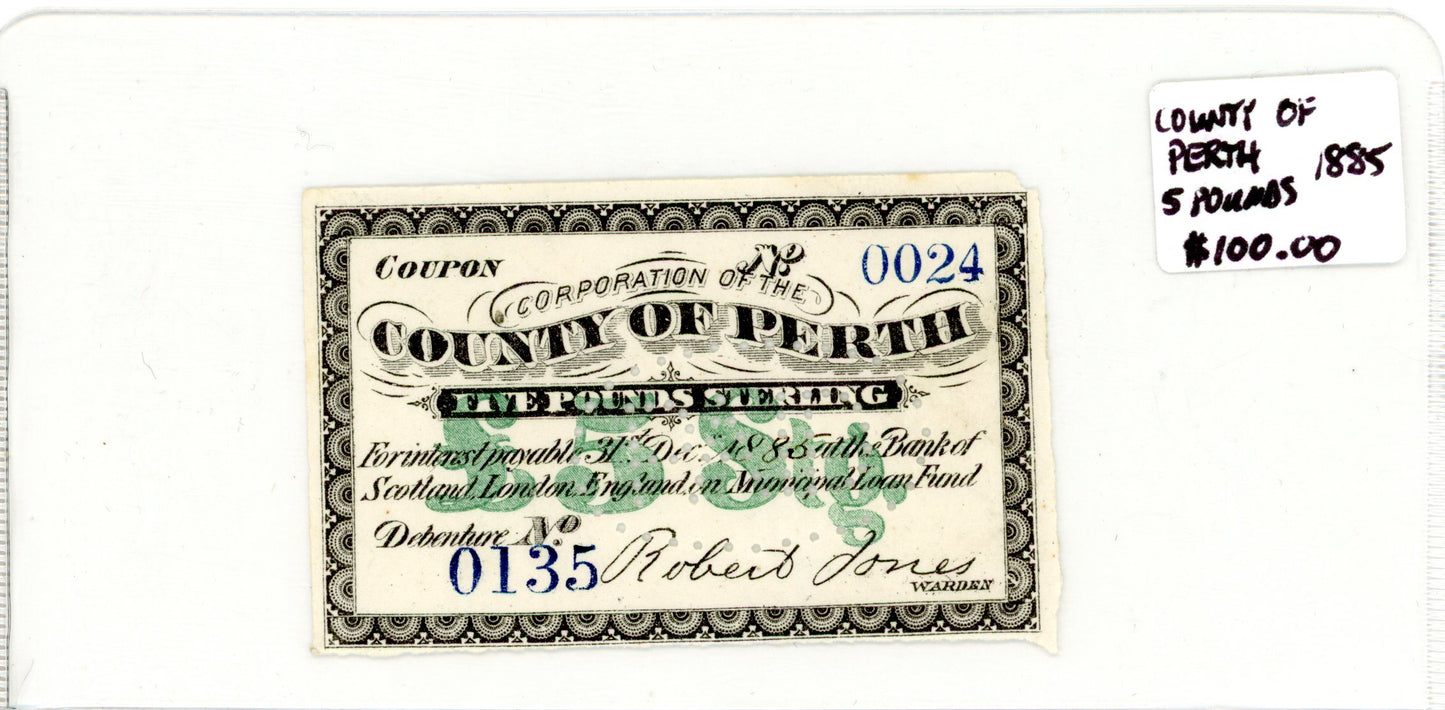 COUPON
No. 0024
CORPORATION OF THE
COUNTY OF PERTH
FIVE POUNDS STERLING
£5 Stg
For interest payable 31st Dec. 1885 at the Bank of
Scotland, London, England, on Municipal Loan Fund
Debenture No.
0135
Robert Jones
WARDEN
COUNTY OF
PERTH 1885
5 POUNDS
$100.00